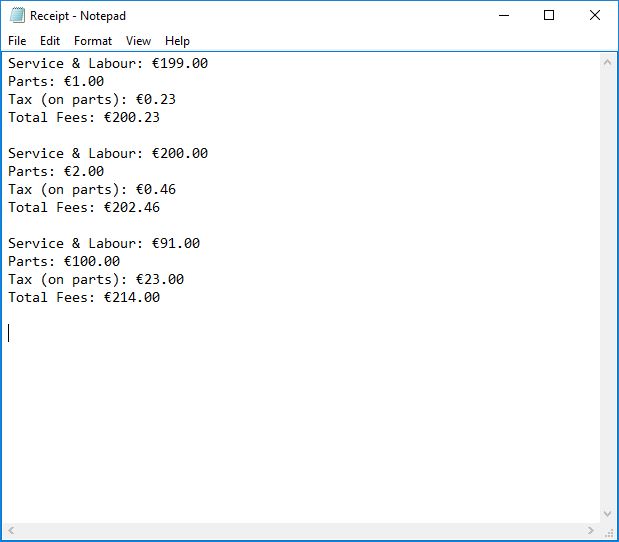 Receipt - Notepad
File Edit Format View Help
Service & Labour: €199.00
Parts: €1.00
Tax (on parts): €0.23
Total Fees: €200.23

Service & Labour: €200.00
Parts: €2.00
Tax (on parts): €0.46
Total Fees: €202.46

Service & Labour: €91.00
Parts: €100.00
Tax (on parts): €23.00
Total Fees: €214.00